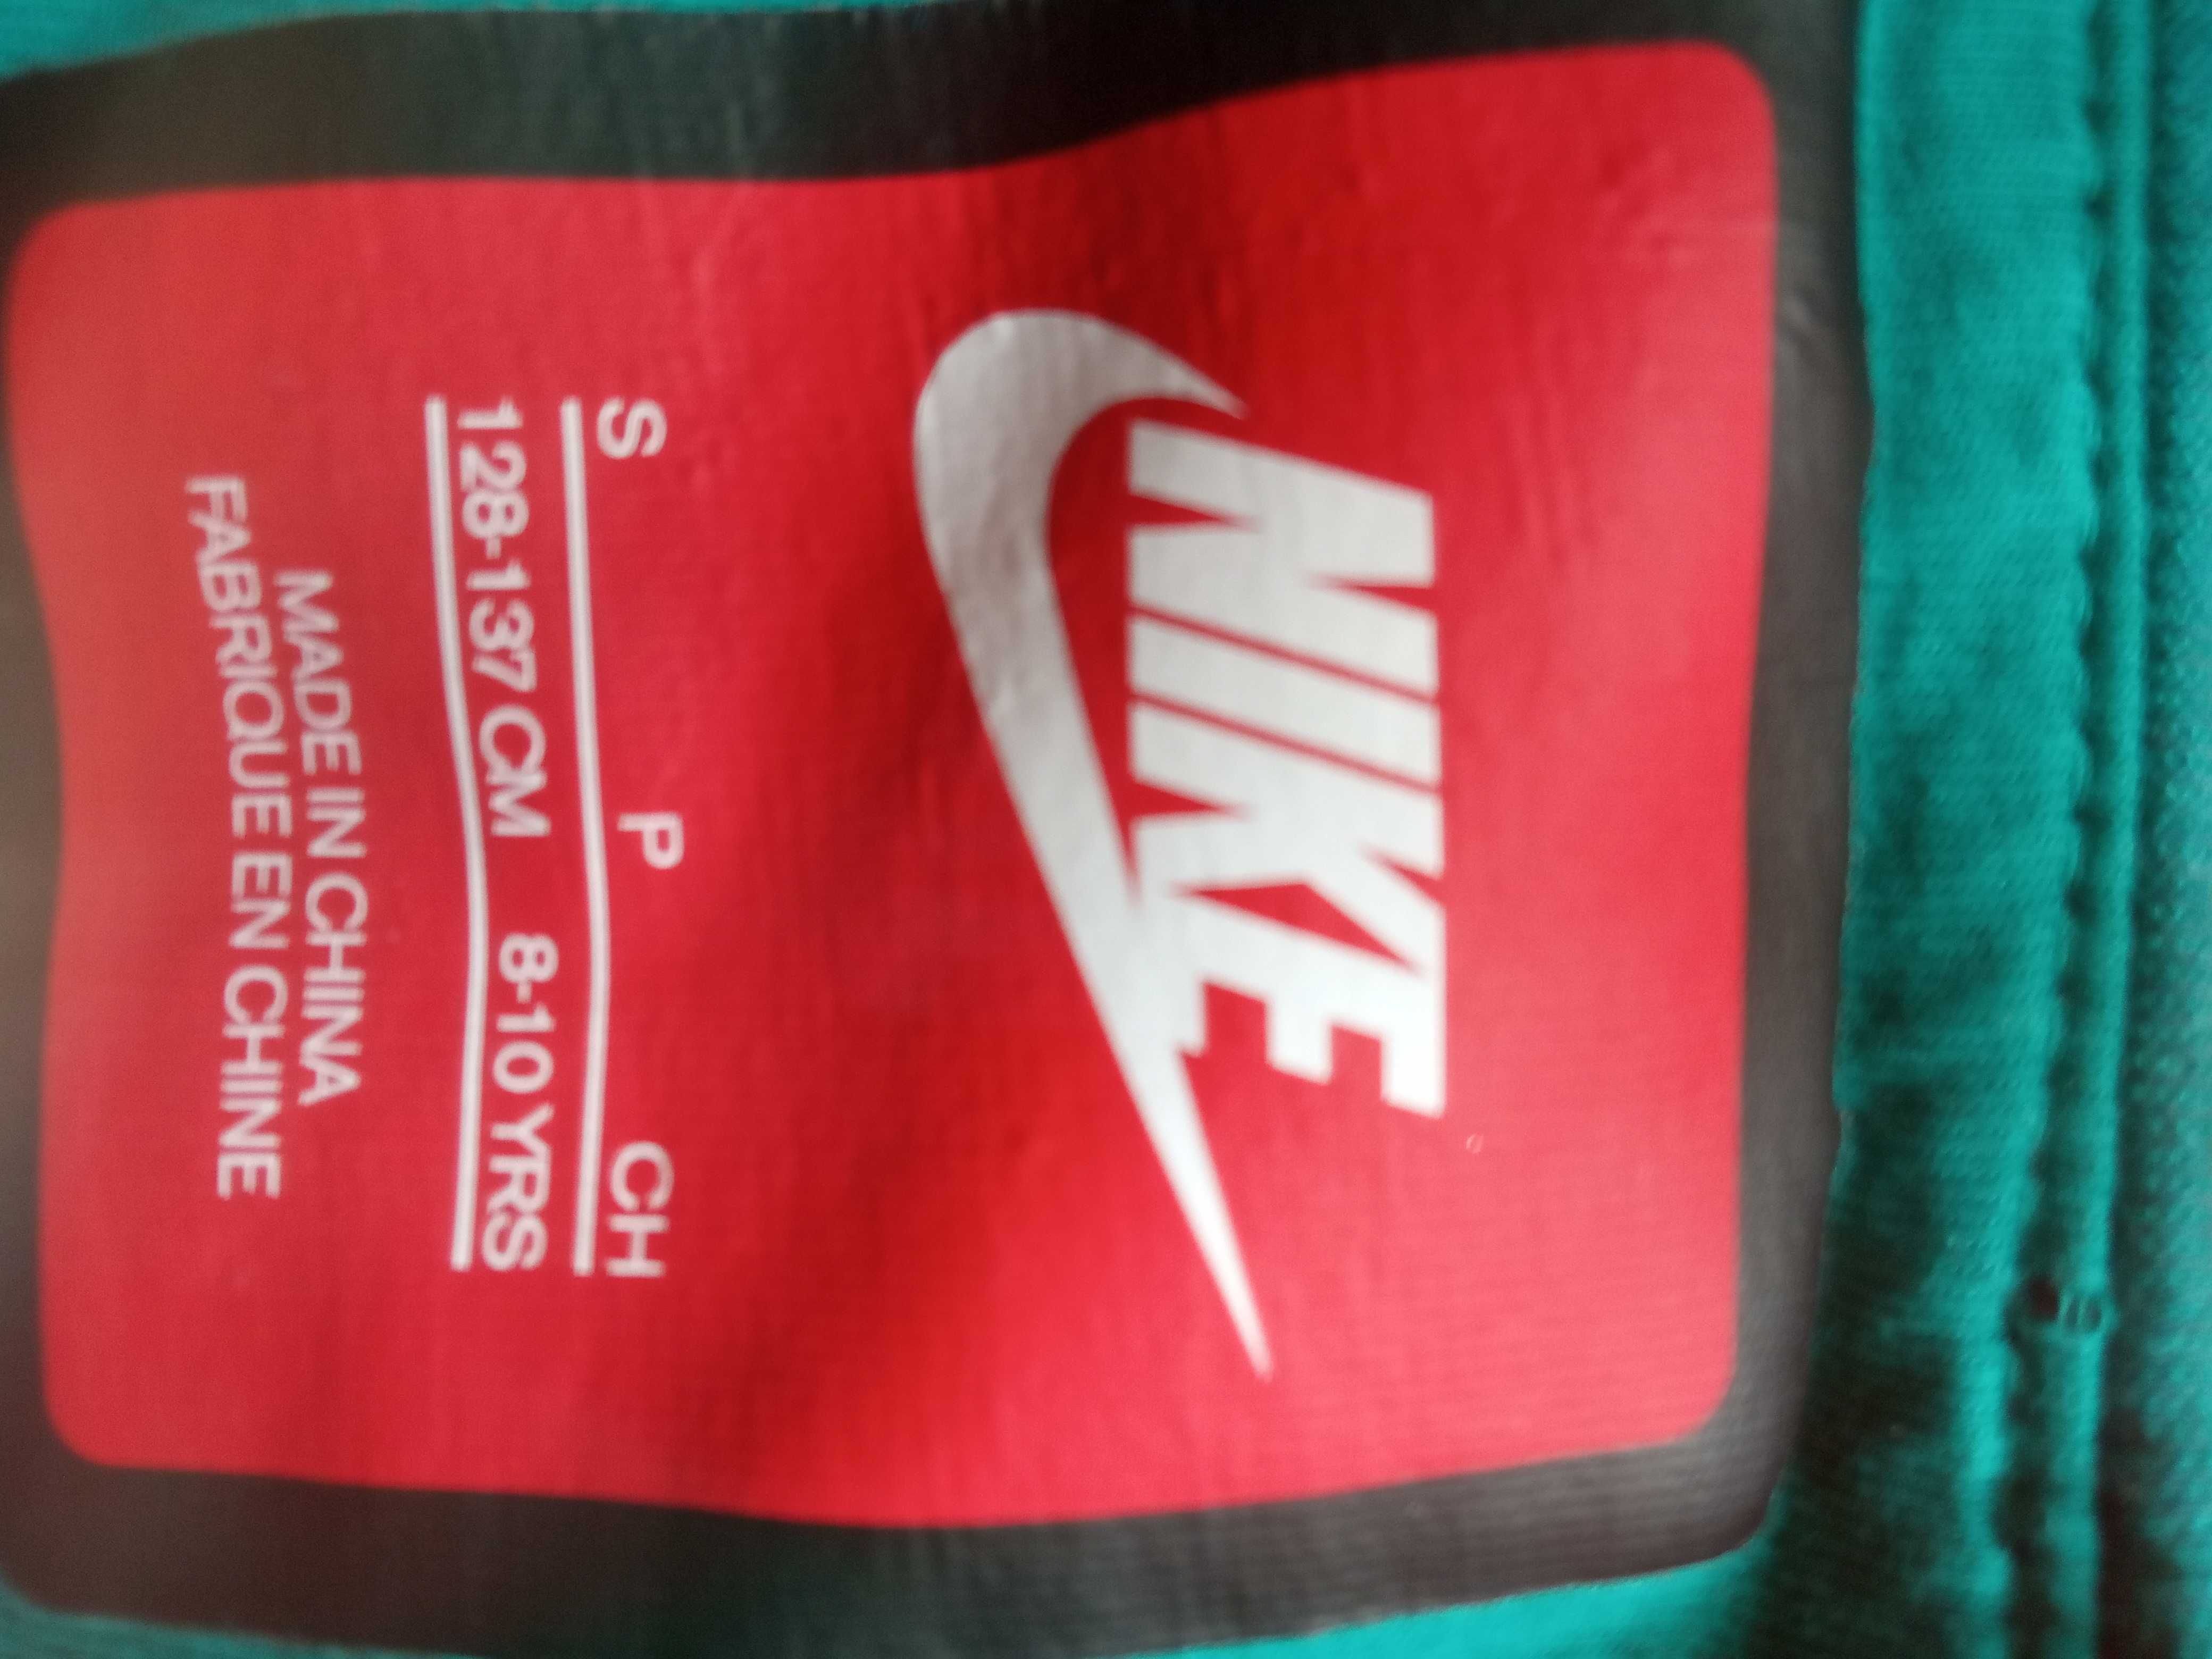 NIKE
S P CH
128-137 CM 8-10 YRS
MADE IN CHINA
FABRIQUE EN CHINE